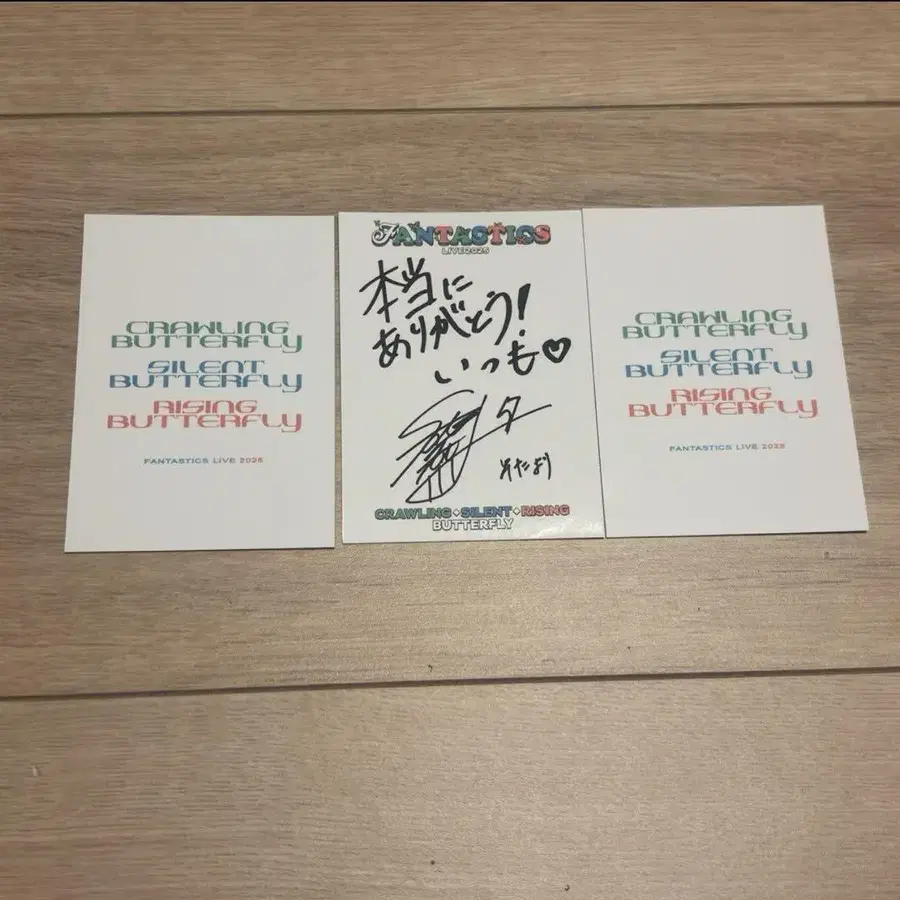 CRAWLING
BUTTERFLY
SILENT
BUTTERFLY
RISING
BUTTERFLY
FANTASTICS LIVE 2025
FANTASTICS
LIVE2025
本当に
ありがとう!
いつも♡
CRAWLING◆SILENT◆RISING
BUTTERFLY
CRAWLING
BUTTERFLY
SILENT
BUTTERFLY
RISING
BUTTERFLY
FANTASTICS LIVE 2025